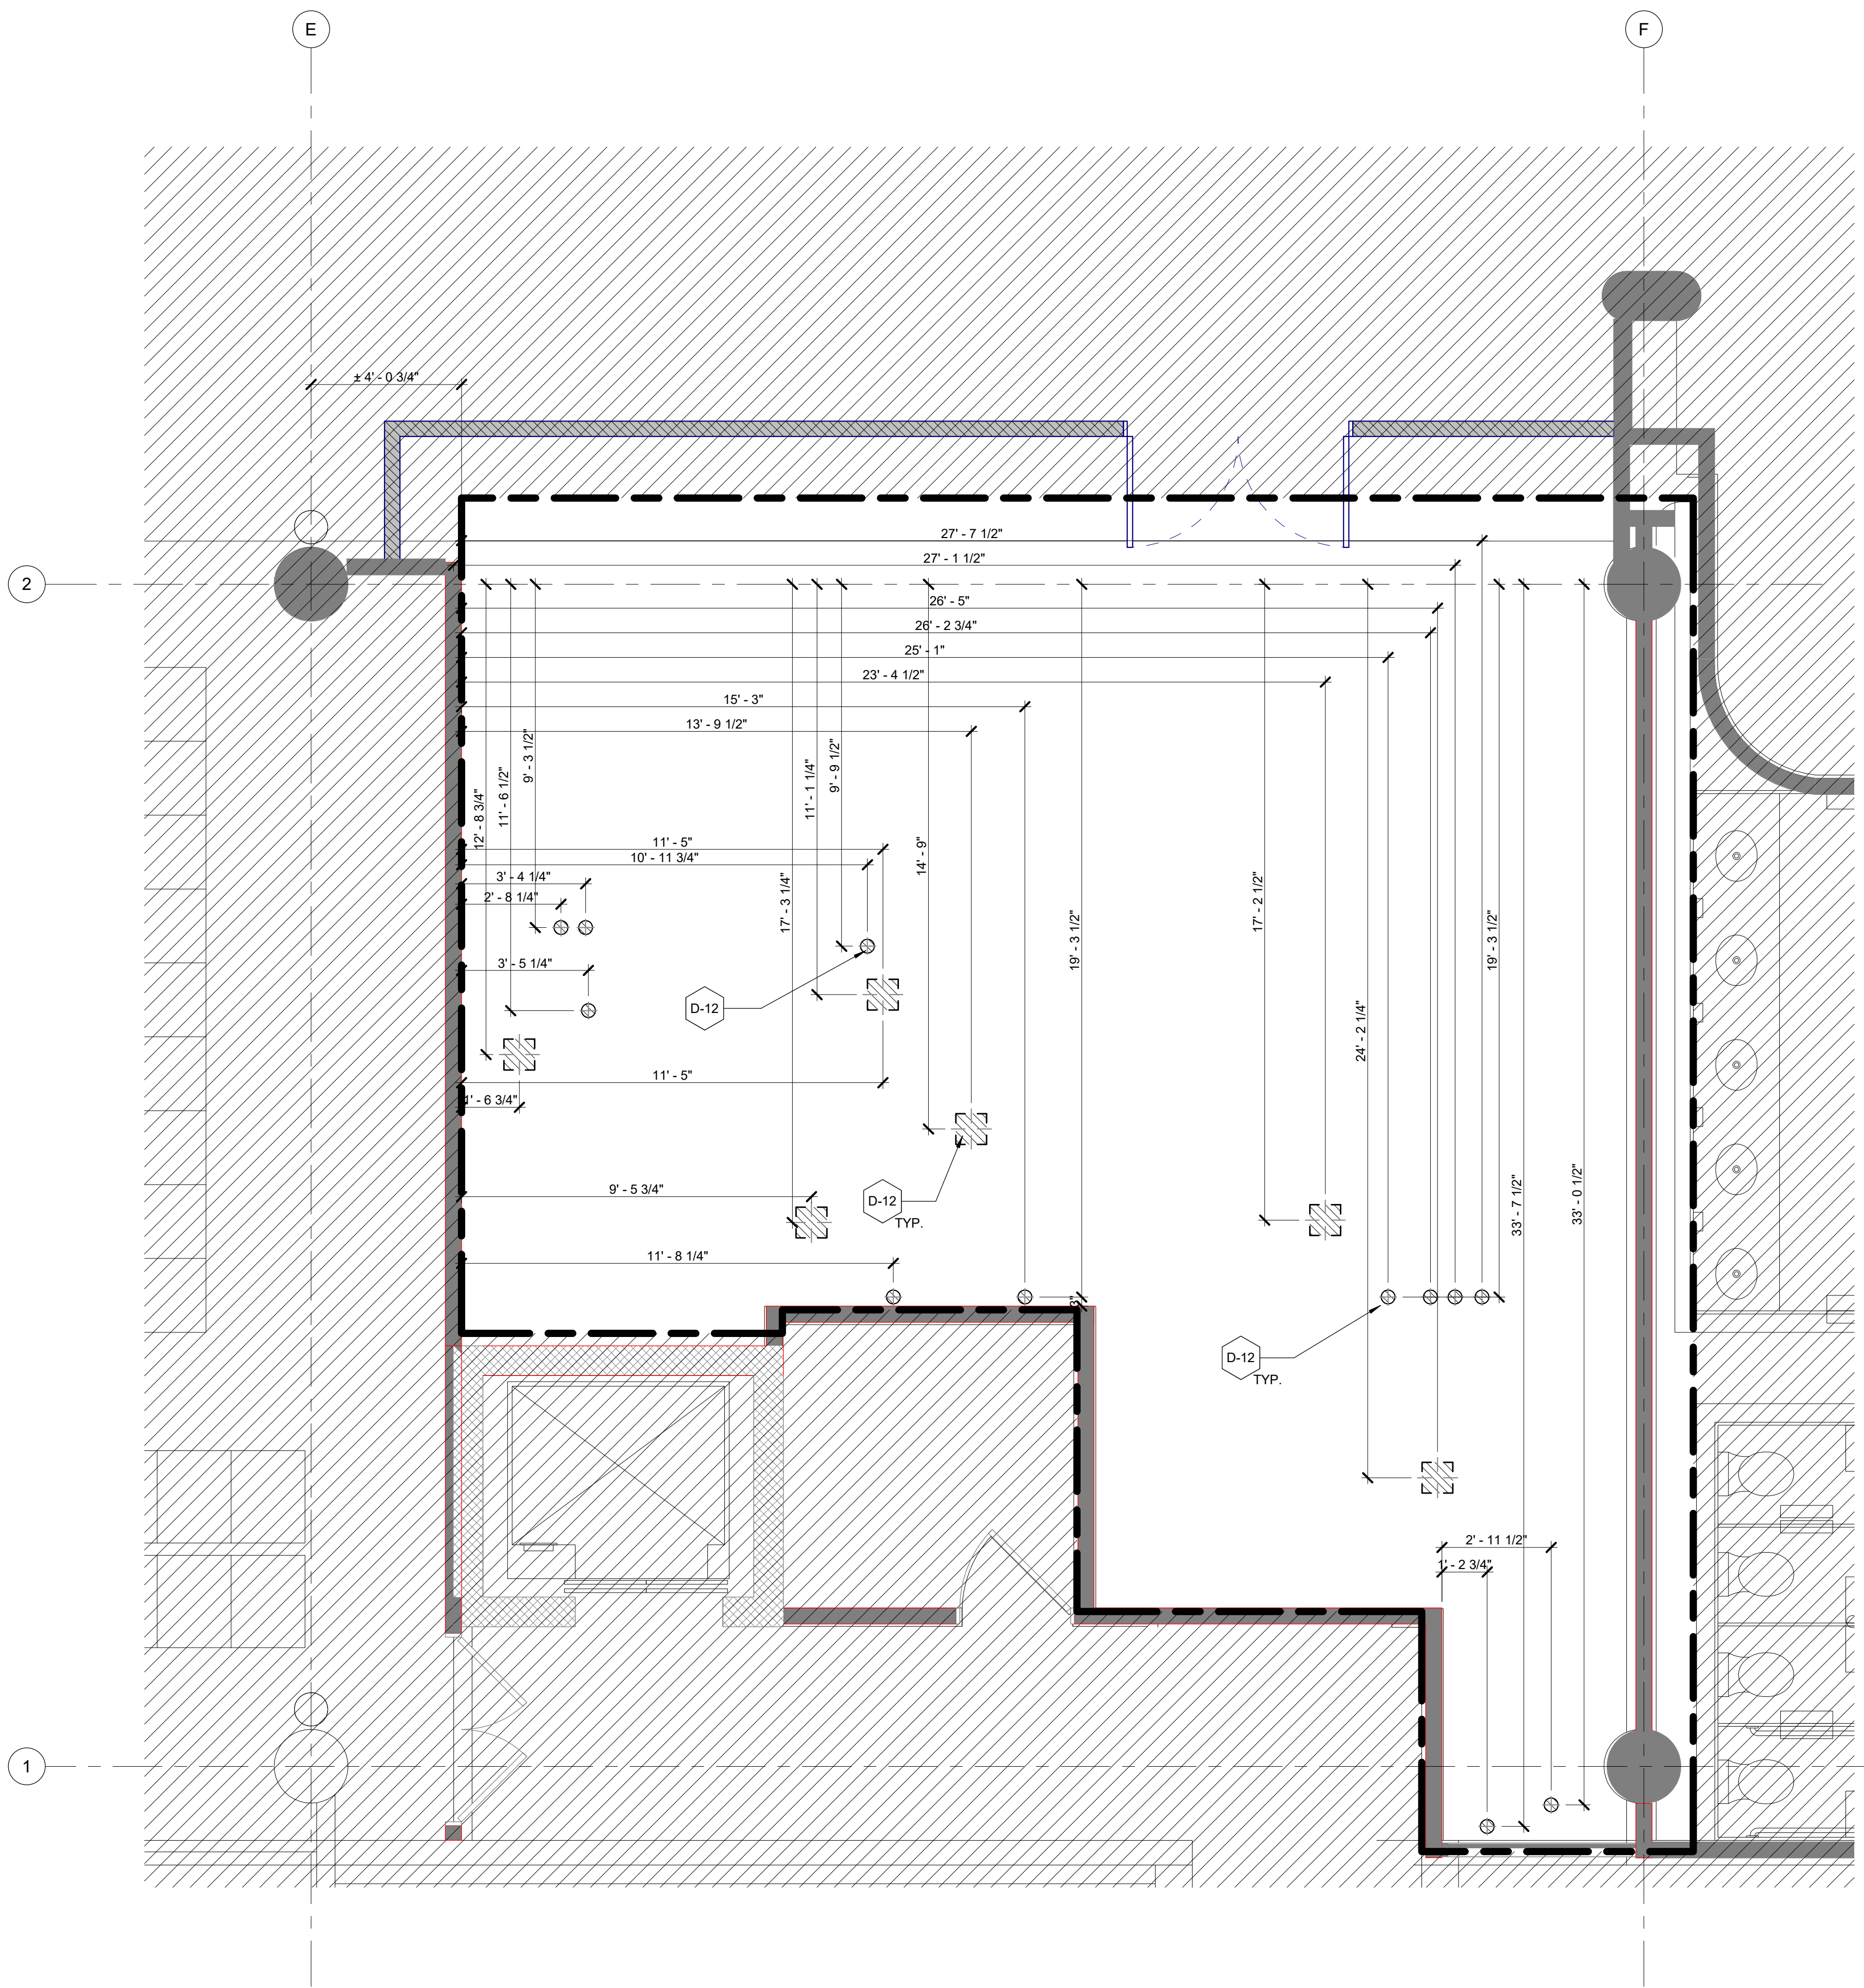 E
F
± 4' - 0 3/4"
27' - 7 1/2"
27' - 1 1/2"
2
26' - 5"
26' - 2 3/4"
25' - 1"
23' - 4 1/2"
15' - 3"
13' - 9 1/2"
9' - 3 1/2"
11' - 6 1/2"
12' - 8 3/4"
11' - 1 1/4"
9' - 9 1/2"
14' - 9"
11' - 5"
10' - 11 3/4"
3' - 4 1/4"
2' - 8 1/4"
17' - 3 1/4"
17' - 2 1/2"
19' - 3 1/2"
19' - 3 1/2"
3' - 5 1/4"
D-12
24' - 2 1/4"
11' - 5"
1' - 6 3/4"
9' - 5 3/4"
D-12
TYP.
33' - 7 1/2"
33' - 0 1/2"
11' - 8 1/4"
3"
D-12
TYP.
2' - 11 1/2"
1' - 2 3/4"
1